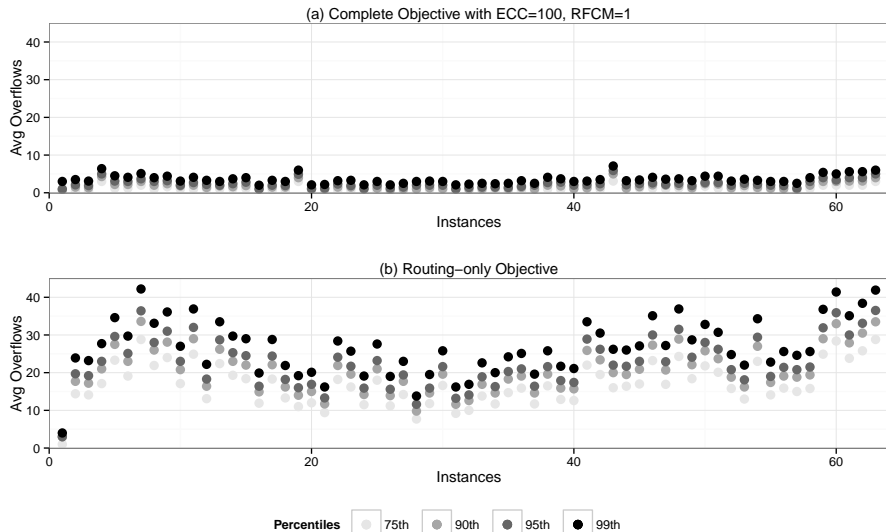 (a) Complete Objective with ECC=100, RFCM=1
40
30
20
10
0
Avg Overflows
0 20 40 60
Instances
(b) Routing−only Objective
40
30
20
10
0
Avg Overflows
0 20 40 60
Instances
Percentiles 75th 90th 95th 99th